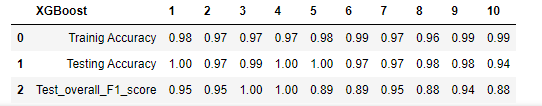 XGBoost 1 2 3 4 5 6 7 8 9 10
0 Trainig Accuracy 0.98 0.97 0.97 0.97 0.98 0.99 0.97 0.96 0.99 0.99
1 Testing Accuracy 1.00 0.97 0.99 1.00 1.00 0.97 0.97 0.98 0.98 0.94
2 Test_overall_F1_score 0.95 0.95 1.00 1.00 0.89 0.89 0.95 0.88 0.94 0.88